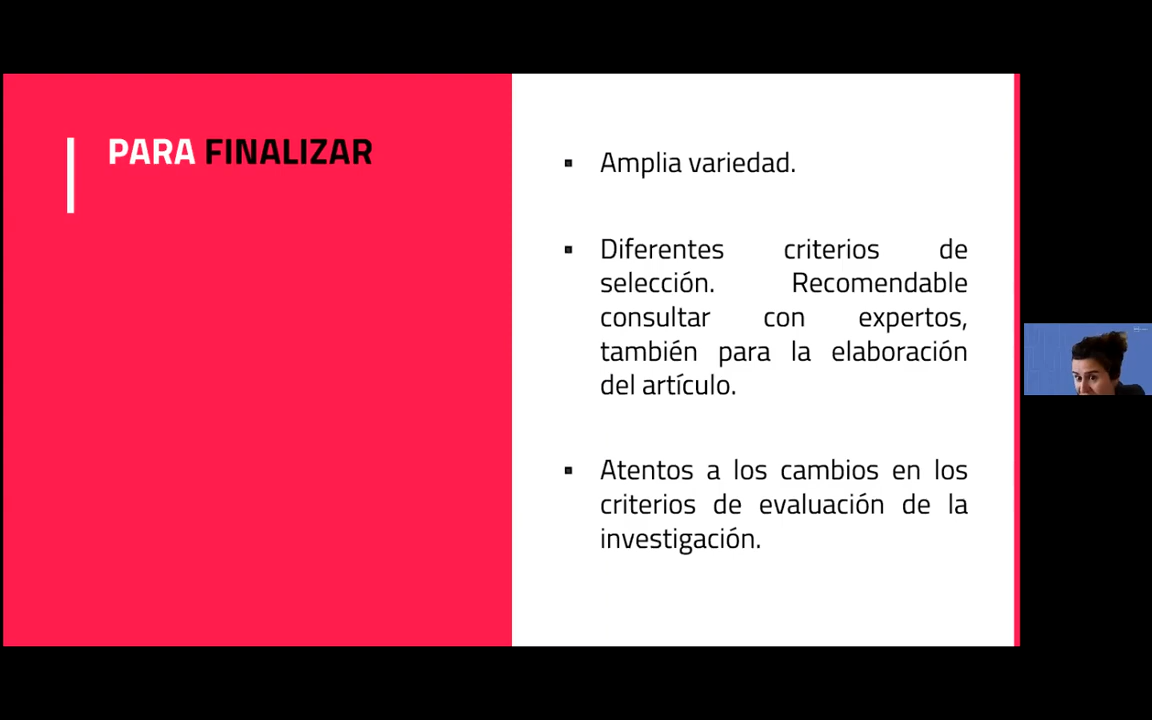 PARA FINALIZAR
▪ Amplia variedad.
▪ Diferentes criterios de
selección. Recomendable
consultar con expertos,
también para la elaboración
del artículo.
▪ Atentos a los cambios en los
criterios de evaluación de la
investigación.